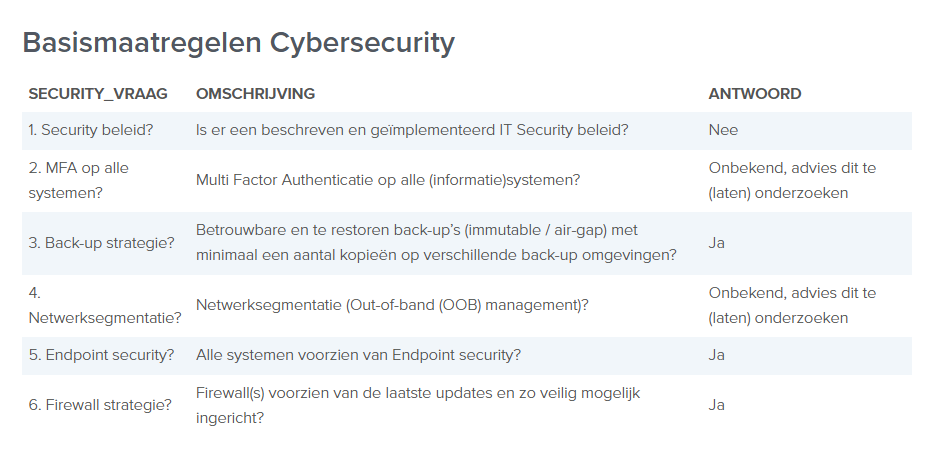 Basismaatregelen Cybersecurity
SECURITY_VRAAG OMSCHRIJVING ANTWOORD
1. Security beleid? Is er een beschreven en geïmplementeerd IT Security beleid? Nee
2. MFA op alle systemen? Multi Factor Authenticatie op alle (informatie)systemen? Onbekend, advies dit te (laten) onderzoeken
3. Back-up strategie? Betrouwbare en te restoren back-up’s (immutable / air-gap) met minimaal een aantal kopieën op verschillende back-up omgevingen? Ja
4. Netwerksegmentatie? Netwerksegmentatie (Out-of-band (OOB) management)? Onbekend, advies dit te (laten) onderzoeken
5. Endpoint security? Alle systemen voorzien van Endpoint security? Ja
6. Firewall strategie? Firewall(s) voorzien van de laatste updates en zo veilig mogelijk ingericht? Ja